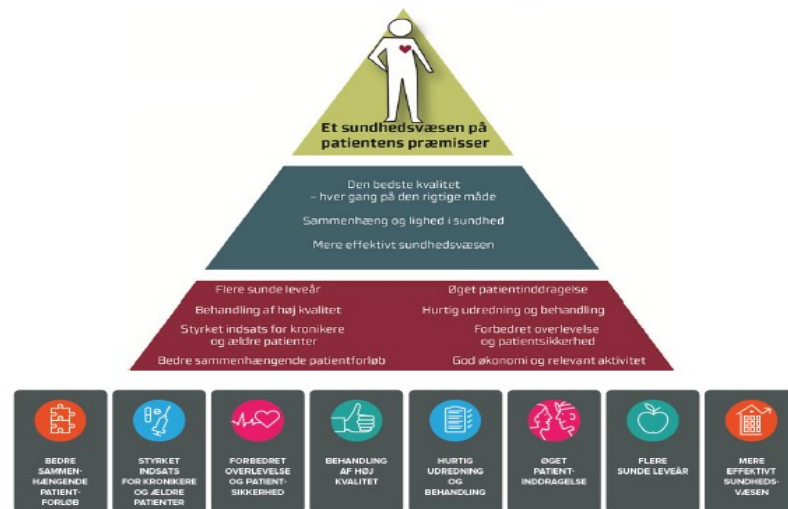 Et sundhedsvæsen på
patientens præmisser
Den bedste kvalitet
– hver gang på den rigtige måde
Sammenhæng og lighed i sundhed
Mere effektivt sundhedsvæsen
Flere sunde leveår
Behandling af høj kvalitet
Styrket indsats for kronikere
og ældre patienter
Bedre sammenhængende patientforløb
Øget patientinddragelse
Hurtig udredning og behandling
Forbedret overlevelse
og patientsikkerhed
God økonomi og relevant aktivitet
BEDRE
SAMMEN-
HÆNGENDE
PATIENT-
FORLØB
STYRKET
INDSATS
FOR KRONIKERE
OG ÆLDRE
PATIENTER
FORBEDRET
OVERLEVELSE
OG PATIENT-
SIKKERHED
BEHANDLING
AF HØJ
KVALITET
HURTIG
UDREDNING
OG
BEHANDLING
ØGET
PATIENT-
INDDRAGELSE
FLERE
SUNDE LEVEÅR
MERE
EFFEKTIVT
SUNDHEDS-
VÆSEN